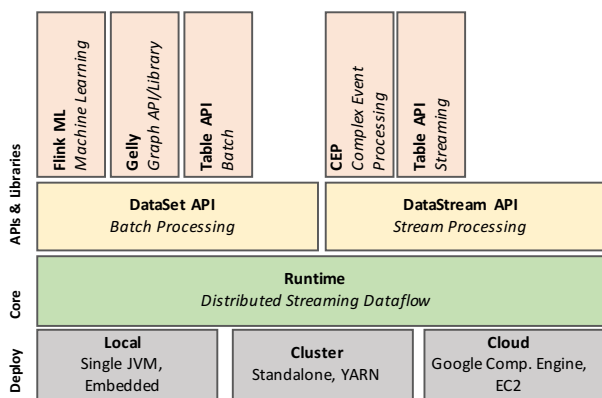 Flink ML
Machine Learning
Gelly
Graph API/Library
Table API
Batch
CEP
Complex Event
Processing
Table API
Streaming
APIs & Libraries
DataSet API
Batch Processing
DataStream API
Stream Processing
Core
Runtime
Distributed Streaming Dataflow
Deploy
Local
Single JVM,
Embedded
Cluster
Standalone, YARN
Cloud
Google Comp. Engine,
EC2